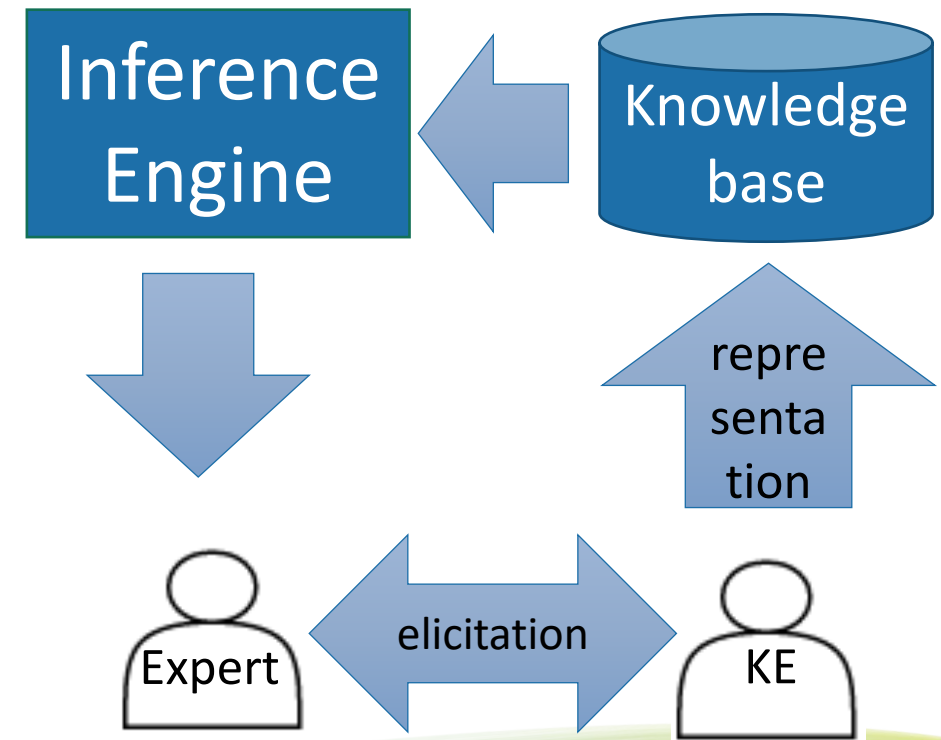 Inference
Engine
Knowledge
base
repre
senta
tion
Expert
elicitation
KE